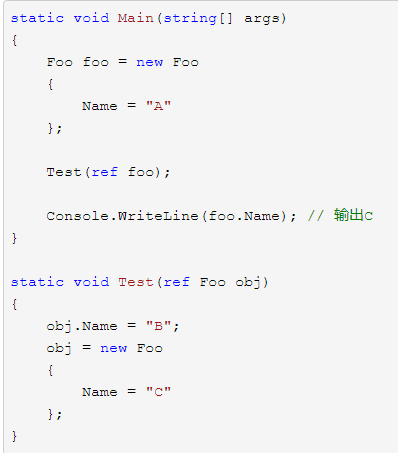 static void Main(string[] args)
{
    Foo foo = new Foo
    {
        Name = "A"
    };

    Test(ref foo);

    Console.WriteLine(foo.Name); // 输出C
}

static void Test(ref Foo obj)
{
    obj.Name = "B";
    obj = new Foo
    {
        Name = "C"
    };
}